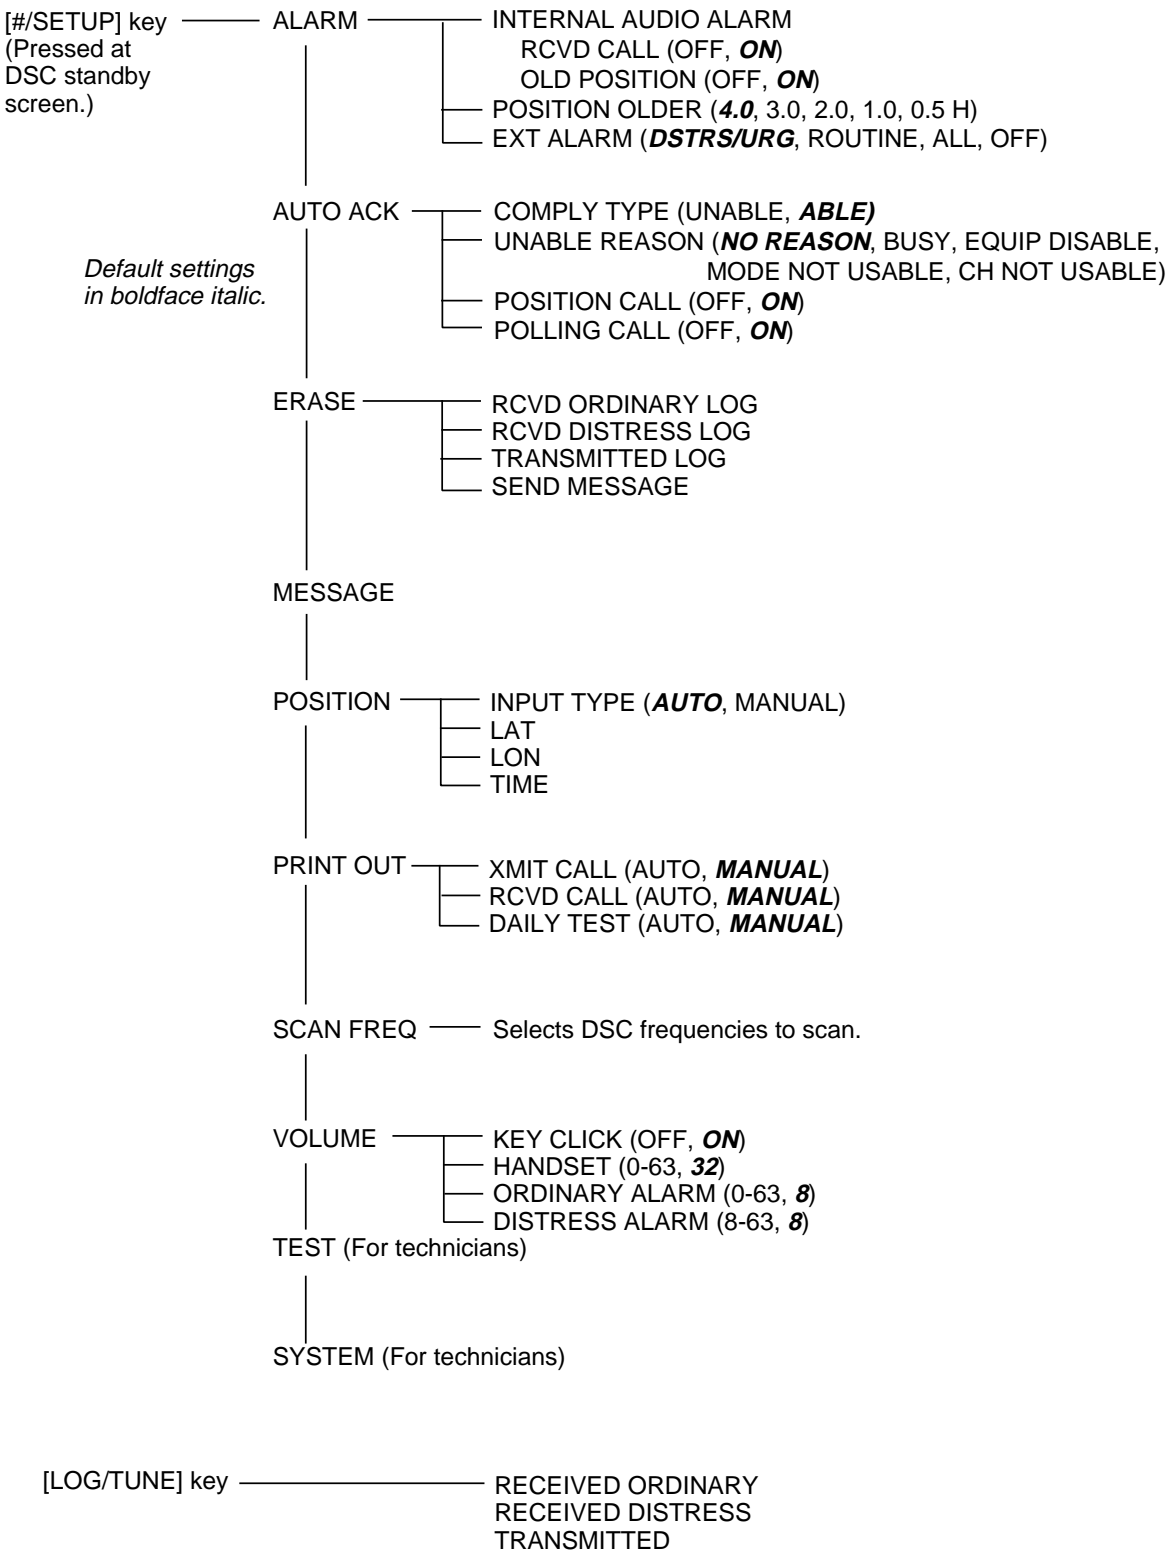 [#/SETUP] key
(Pressed at
DSC standby
screen.)
ALARM
INTERNAL AUDIO ALARM
RCVD CALL (OFF, ON)
OLD POSITION (OFF, ON)
POSITION OLDER (4.0, 3.0, 2.0, 1.0, 0.5 H)
EXT ALARM (DSTRS/URG, ROUTINE, ALL, OFF)
AUTO ACK
COMPLY TYPE (UNABLE, ABLE)
UNABLE REASON (NO REASON, BUSY, EQUIP DISABLE,
MODE NOT USABLE, CH NOT USABLE)
POSITION CALL (OFF, ON)
POLLING CALL (OFF, ON)
Default settings
in boldface italic.
ERASE
RCVD ORDINARY LOG
RCVD DISTRESS LOG
TRANSMITTED LOG
SEND MESSAGE
MESSAGE
POSITION
INPUT TYPE (AUTO, MANUAL)
LAT
LON
TIME
PRINT OUT
XMIT CALL (AUTO, MANUAL)
RCVD CALL (AUTO, MANUAL)
DAILY TEST (AUTO, MANUAL)
SCAN FREQ
Selects DSC frequencies to scan.
VOLUME
KEY CLICK (OFF, ON)
HANDSET (0-63, 32)
ORDINARY ALARM (0-63, 8)
DISTRESS ALARM (8-63, 8)
TEST (For technicians)
SYSTEM (For technicians)
[LOG/TUNE] key
RECEIVED ORDINARY
RECEIVED DISTRESS
TRANSMITTED